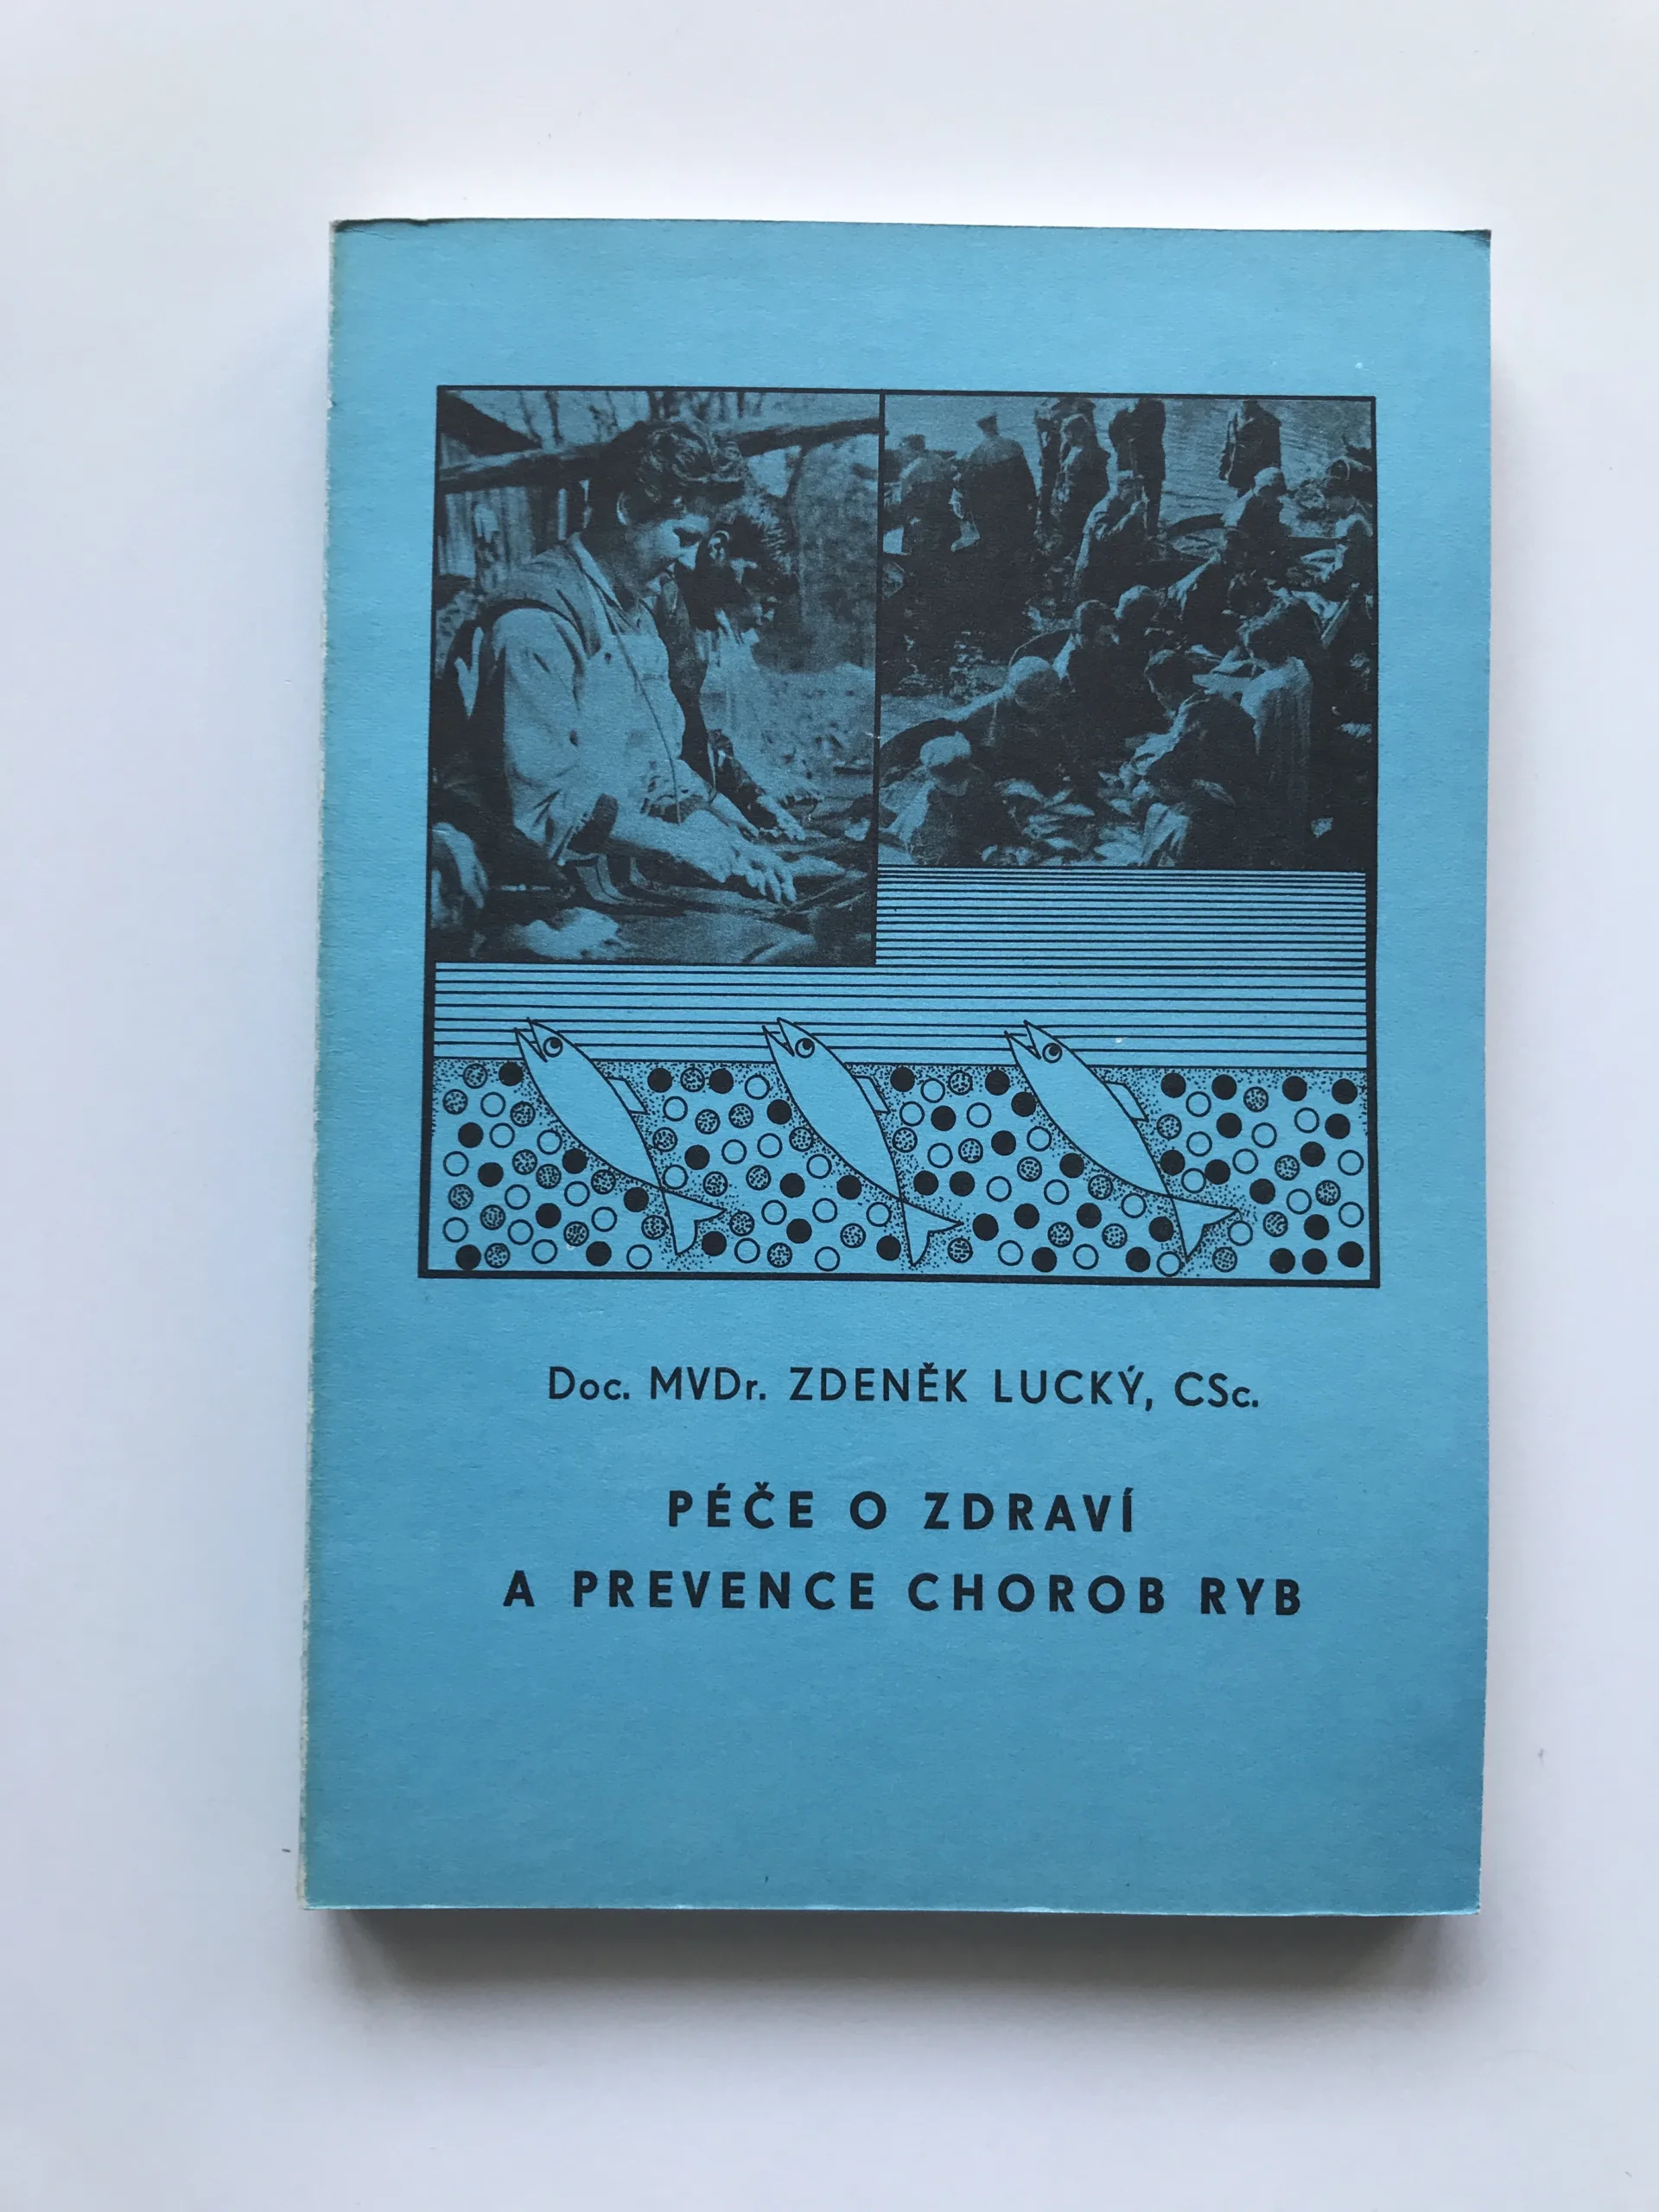 Doc. MVDr. ZDENĚK LUCKÝ, CSc.
PÉČE O ZDRAVÍ
A PREVENCE CHOROB RYB